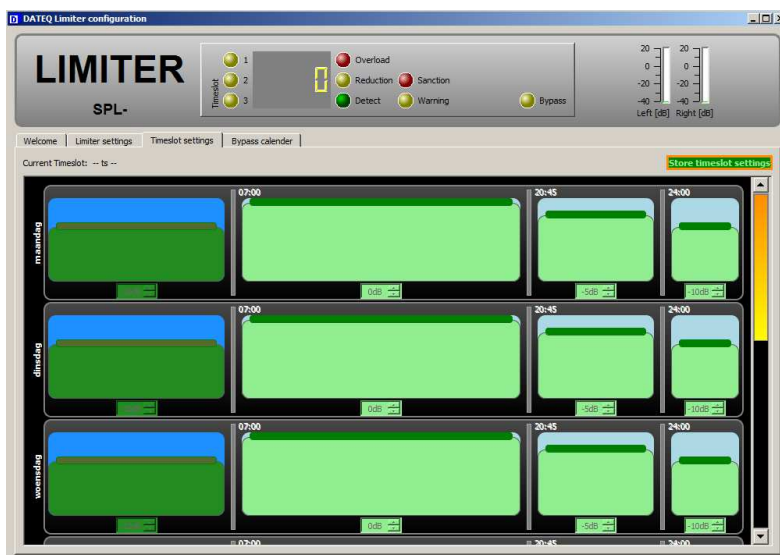 DATEQ Limiter configuration
LIMITER
SPL-
Timeslot
1
2
3
0
Overload
Reduction
Sanction
Detect
Warning
Bypass
20
0
-20
-40
Left [dB]
20
0
-20
-40
Right [dB]
Welcome
Limiter settings
Timeslot settings
Bypass calender
Current Timeslot: -- ts --
Store timeslot settings
maandag
07:00
20:45
24:00
0dB
-5dB
-10dB
dinsdag
07:00
20:45
24:00
0dB
-5dB
-10dB
woensdag
07:00
20:45
24:00
0dB
-5dB
-10dB
07:00
20:45
24:00